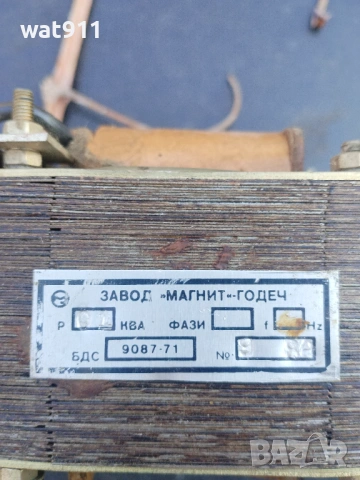 wat911
ЗАВОД "МАГНИТ"-ГОДЕЧ
P КВА ФАЗИ f Hz
БДС 9087-71 №
BAZAR